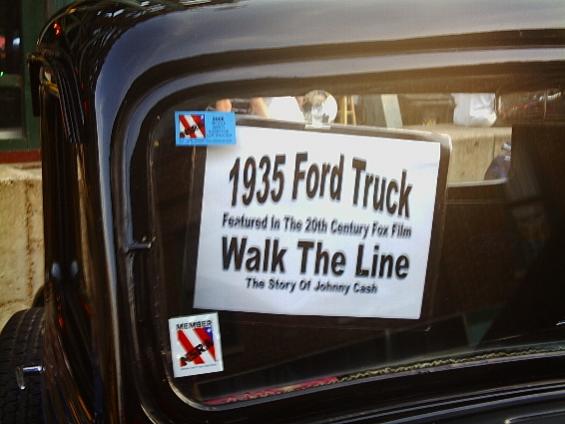 1935 Ford Truck
Featured In The 20th Century Fox Film
Walk The Line
The Story Of Johnny Cash
MEMBER